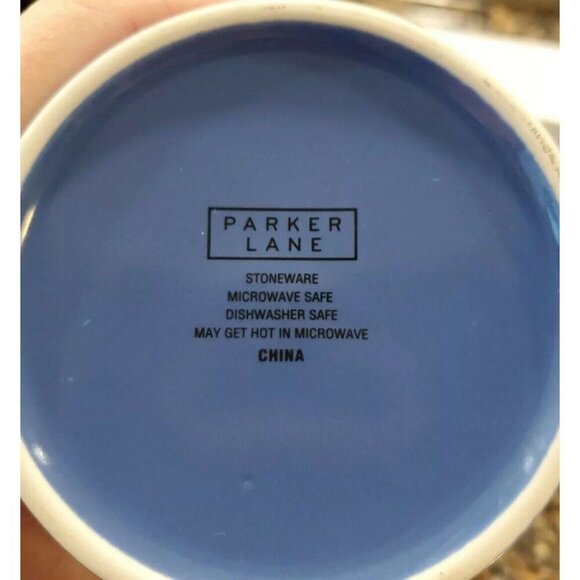 PARKER
LANE
STONEWARE
MICROWAVE SAFE
DISHWASHER SAFE
MAY GET HOT IN MICROWAVE
CHINA